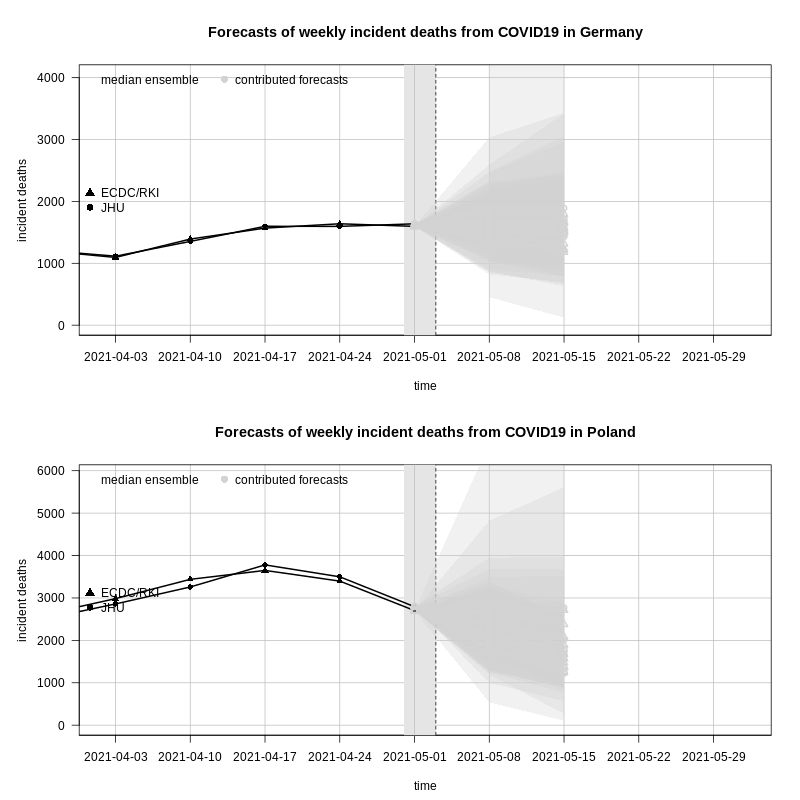 Forecasts of weekly incident deaths from COVID19 in Germany
median ensemble contributed forecasts
4000
3000
2000
1000
0
incident deaths
ECDC/RKI
JHU
2021-04-03 2021-04-10 2021-04-17 2021-04-24 2021-05-01 2021-05-08 2021-05-15 2021-05-22 2021-05-29
time
Forecasts of weekly incident deaths from COVID19 in Poland
median ensemble contributed forecasts
6000
5000
4000
3000
2000
1000
0
incident deaths
ECDC/RKI
JHU
2021-04-03 2021-04-10 2021-04-17 2021-04-24 2021-05-01 2021-05-08 2021-05-15 2021-05-22 2021-05-29
time